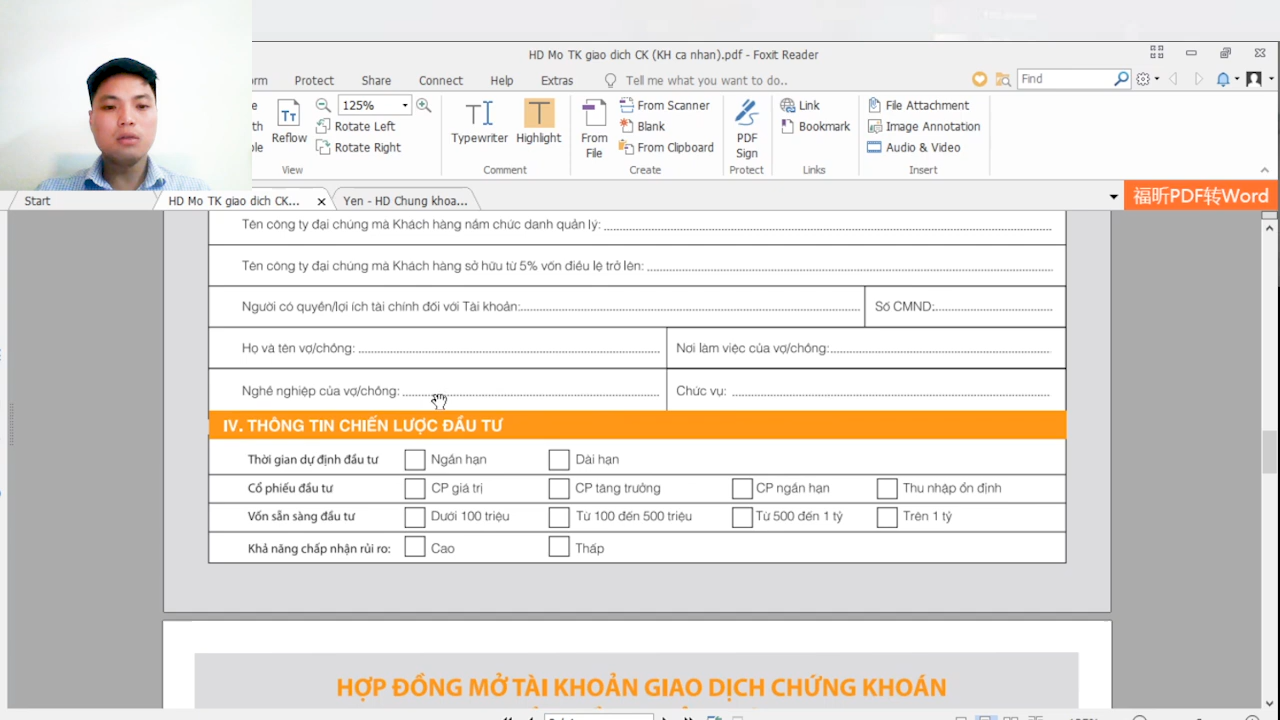 HD Mo TK giao dich CK (KH ca nhan).pdf - Foxit Reader
orm Protect Share Connect Help Extras Tell me what you want to do..
Find
125%
Rotate Left
Rotate Right
Reflow
View
Typewriter
Highlight
Comment
From File
From Scanner
Blank
From Clipboard
Create
PDF Sign
Protect
Link
Bookmark
Links
File Attachment
Image Annotation
Audio & Video
Insert
Start
HD Mo TK giao dich CK...
Yen - HD Chung khoa...
福昕PDF转Word
Tên công ty đại chúng mà Khách hàng nắm chức danh quản lý:
Tên công ty đại chúng mà Khách hàng sở hữu từ 5% vốn điều lệ trở lên:
Người có quyền/lợi ích tài chính đối với Tài khoản: Số CMND:
Họ và tên vợ/chồng: Nơi làm việc của vợ/chồng:
Nghề nghiệp của vợ/chồng: Chức vụ:
IV. THÔNG TIN CHIẾN LƯỢC ĐẦU TƯ
Thời gian dự định đầu tư Ngắn hạn Dài hạn
Cổ phiếu đầu tư CP giá trị CP tăng trưởng CP ngắn hạn Thu nhập ổn định
Vốn sẵn sàng đầu tư Dưới 100 triệu Từ 100 đến 500 triệu Từ 500 đến 1 tỷ Trên 1 tỷ
Khả năng chấp nhận rủi ro: Cao Thấp
HỢP ĐỒNG MỞ TÀI KHOẢN GIAO DỊCH CHỨNG KHOÁN